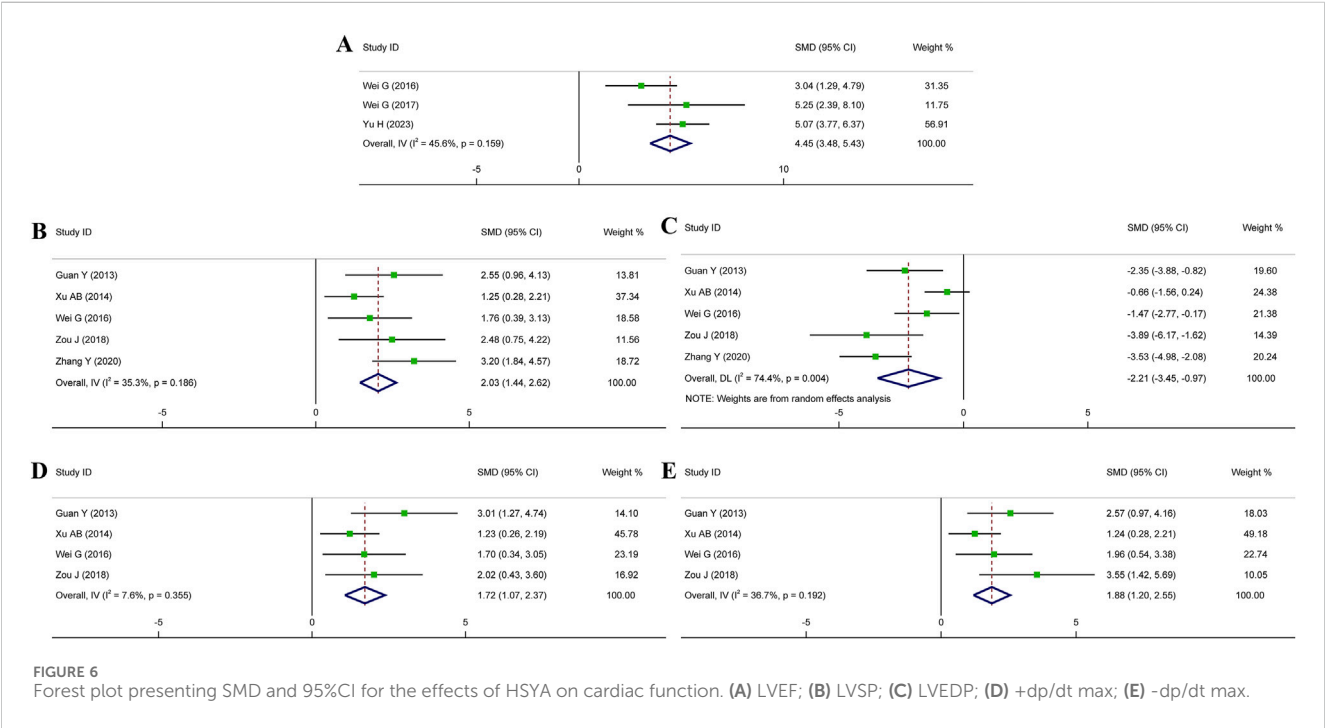 A Study ID SMD (95% CI) Weight %
Wei G (2016) 3.04 (1.29, 4.79) 31.35
Wei G (2017) 5.25 (2.39, 8.10) 11.75
Yu H (2023) 5.07 (3.77, 6.37) 56.91
Overall, IV (I² = 45.6%, p = 0.159) 4.45 (3.48, 5.43) 100.00
-5 0 10
B Study ID SMD (95% CI) Weight %
Guan Y (2013) 2.55 (0.96, 4.13) 13.81
Xu AB (2014) 1.25 (0.28, 2.21) 37.34
Wei G (2016) 1.76 (0.39, 3.13) 18.58
Zou J (2018) 2.48 (0.75, 4.22) 11.56
Zhang Y (2020) 3.20 (1.84, 4.57) 18.72
Overall, IV (I² = 35.3%, p = 0.186) 2.03 (1.44, 2.62) 100.00
-5 0 5
C Study ID SMD (95% CI) Weight %
Guan Y (2013) -2.35 (-3.88, -0.82) 19.60
Xu AB (2014) -0.66 (-1.56, 0.24) 24.38
Wei G (2016) -1.47 (-2.77, -0.17) 21.38
Zou J (2018) -3.89 (-6.17, -1.62) 14.39
Zhang Y (2020) -3.53 (-4.98, -2.08) 20.24
Overall, DL (I² = 74.4%, p = 0.004) -2.21 (-3.45, -0.97) 100.00
NOTE: Weights are from random effects analysis
-5 0 5
D Study ID SMD (95% CI) Weight %
Guan Y (2013) 3.01 (1.27, 4.74) 14.10
Xu AB (2014) 1.23 (0.26, 2.19) 45.78
Wei G (2016) 1.70 (0.34, 3.05) 23.19
Zou J (2018) 2.02 (0.43, 3.60) 16.92
Overall, IV (I² = 7.6%, p = 0.355) 1.72 (1.07, 2.37) 100.00
-5 0 5
E Study ID SMD (95% CI) Weight %
Guan Y (2013) 2.57 (0.97, 4.16) 18.03
Xu AB (2014) 1.24 (0.28, 2.21) 49.18
Wei G (2016) 1.96 (0.54, 3.38) 22.74
Zou J (2018) 3.55 (1.42, 5.69) 10.05
Overall, IV (I² = 36.7%, p = 0.192) 1.88 (1.20, 2.55) 100.00
0 5
FIGURE 6
Forest plot presenting SMD and 95%CI for the effects of HSYA on cardiac function. (A) LVEF; (B) LVSP; (C) LVEDP; (D) +dp/dt max; (E) -dp/dt max.